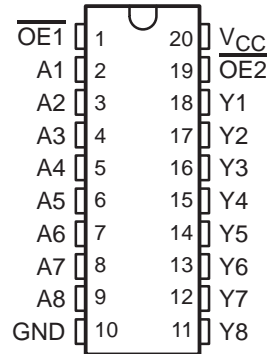 O̅E̅1̅ 1 20 VCC
A1 2 19 O̅E̅2̅
A2 3 18 Y1
A3 4 17 Y2
A4 5 16 Y3
A5 6 15 Y4
A6 7 14 Y5
A7 8 13 Y6
A8 9 12 Y7
GND 10 11 Y8